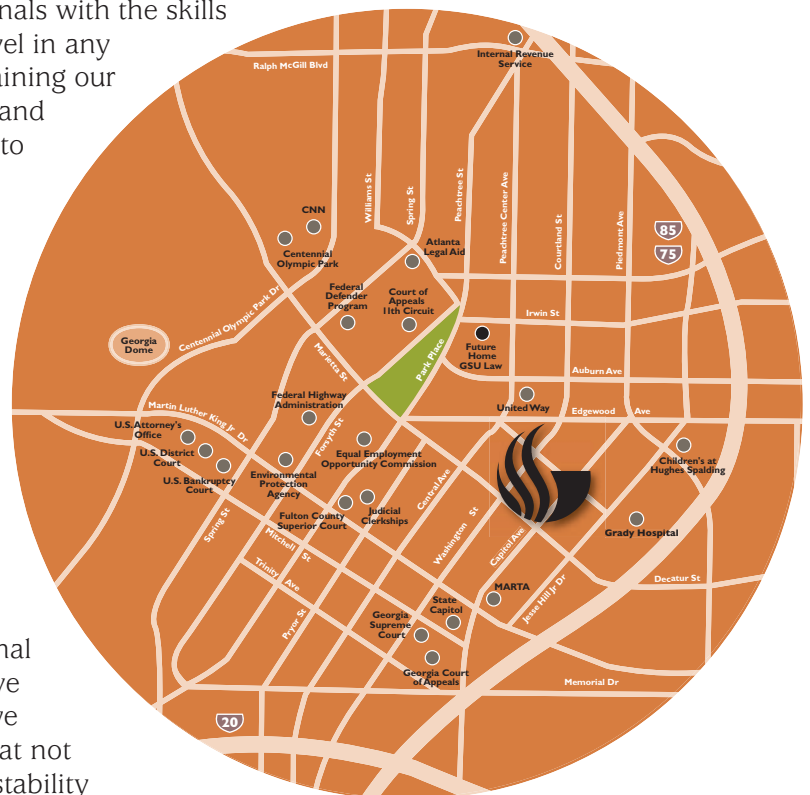 nals with the skills
vel in any
aining our
and
to
Internal Revenue
Service
Ralph McGill Blvd
Williams St
Spring St
Peachtree St
Peachtree Center Ave
Courtland St
Piedmont Ave
85
75
CNN
Centennial
Olympic Park
Atlanta
Legal Aid
Federal
Defender
Program
Court of
Appeals
11th Circuit
Centennial Olympic Park Dr
Georgia
Dome
Marietta St
Park Place
Irwin St
Future
Home
GSU Law
Auburn Ave
United Way
Edgewood Ave
Martin Luther King Jr Dr
Federal Highway
Administration
Forsyth St
U.S. Attorney's
Office
U.S. District
Court
U.S. Bankruptcy
Court
Environmental
Protection
Agency
Equal Employment
Opportunity Commission
Children's at
Hughes Spalding
Fulton County
Superior Court
Judicial
Clerkships
Central Ave
Washington St
Capitol Ave
Grady Hospital
Spring St
Mitchell St
Trinity Ave
Pryor St
MARTA
Jesse Hill Jr Dr
Decatur St
State
Capitol
Georgia
Supreme
Court
Georgia Court
of Appeals
Memorial Dr
20
nal
ve
ve
at not
stability